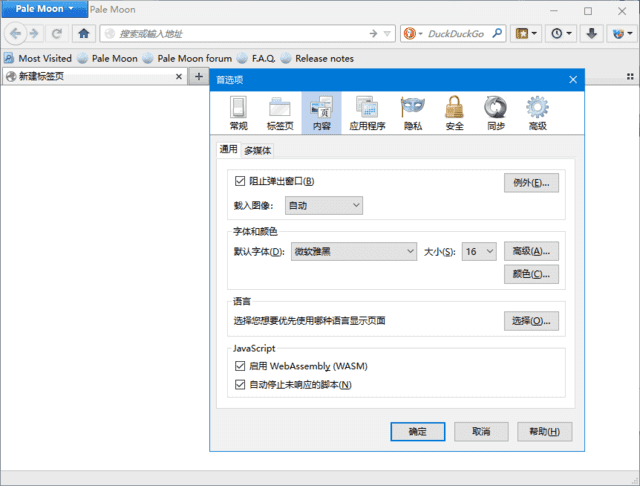 Pale Moon Pale Moon
搜索或输入地址 DuckDuckGo
Most Visited Pale Moon Pale Moon forum F.A.Q. Release notes
新建标签页
首选项
常规 标签页 内容 应用程序 隐私 安全 同步 高级
通用 多媒体
阻止弹出窗口(B) 例外(E)...
载入图像: 自动
字体和颜色
默认字体(D): 微软雅黑 大小(S): 16 高级(A)...
颜色(C)...
语言
选择您想要优先使用哪种语言显示页面 选择(O)...
JavaScript
启用 WebAssembly (WASM)
自动停止未响应的脚本(N)
确定 取消 帮助(H)